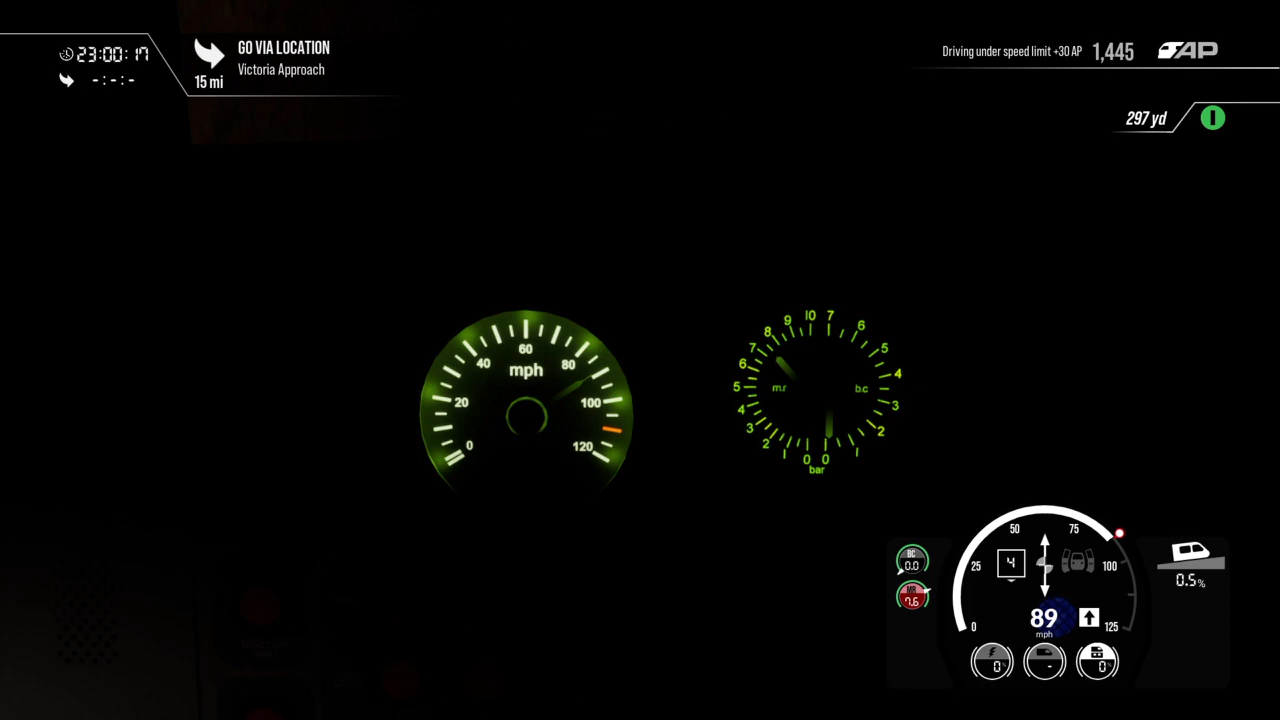 23:00:17
- : - : -
GO VIA LOCATION
Victoria Approach
15 mi
Driving under speed limit +30 AP 1,445 AP
297 yd
0 20 40 60 80 100 120
mph
0 1 2 3 4 5 6 7 8 9 10
m.r
7 6 5 4 3 2 1 0
b.c
bar
BC
0.0
MR
7.6
0 25 50 75 100 125
4
89
mph
0.5%
0%
-
0%